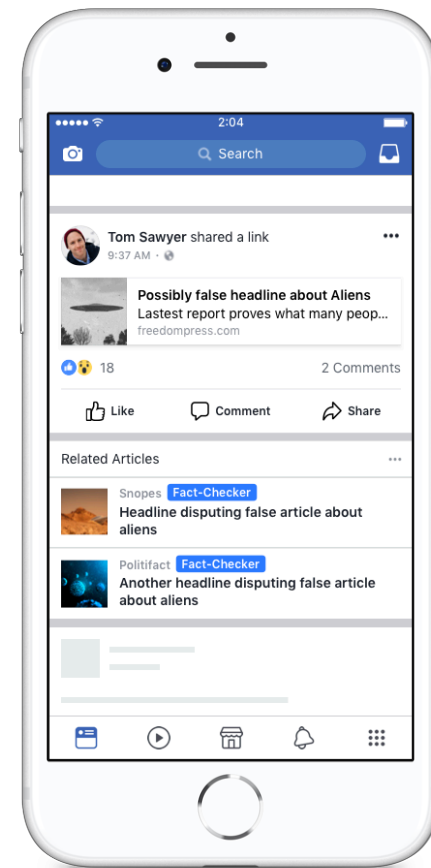 2:04
Search
Tom Sawyer shared a link
9:37 AM ·
Possibly false headline about Aliens
Lastest report proves what many peop...
freedompress.com
18
2 Comments
Like
Comment
Share
Related Articles
Snopes Fact-Checker
Headline disputing false article about
aliens
Politifact Fact-Checker
Another headline disputing false article
about aliens